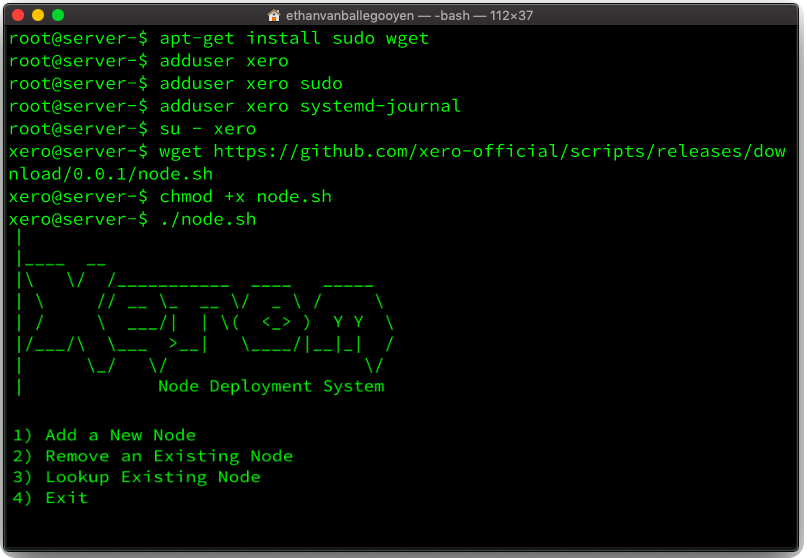 ethanvanballegooyen — -bash — 112×37
root@server-$ apt-get install sudo wget
root@server-$ adduser xero
root@server-$ adduser xero sudo
root@server-$ adduser xero systemd-journal
root@server-$ su - xero
xero@server-$ wget https://github.com/xero-official/scripts/releases/dow
nload/0.0.1/node.sh
xero@server-$ chmod +x node.sh
xero@server-$ ./node.sh
Xeron
Node Deployment System
1) Add a New Node
2) Remove an Existing Node
3) Lookup Existing Node
4) Exit